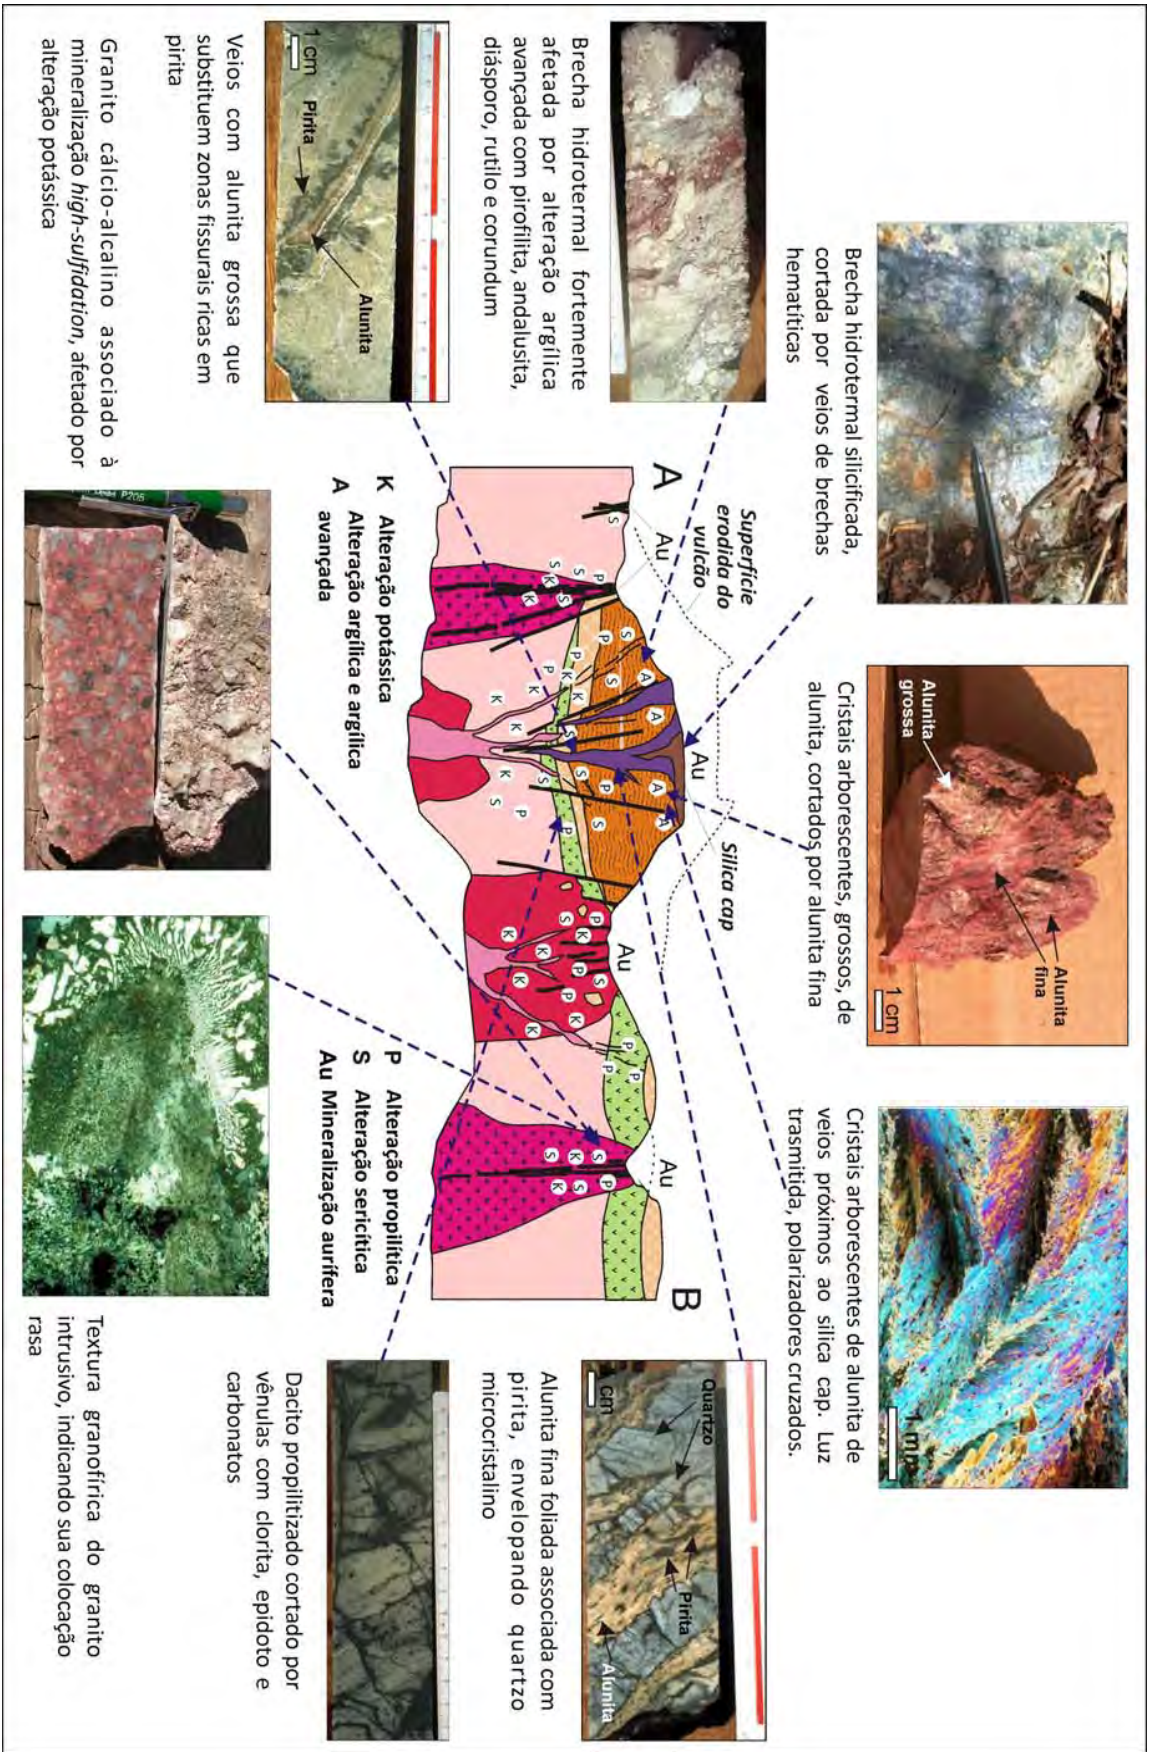 Brecha hidrotermal silicificada,
cortada por veios de brechas
hematíticas
Alunita
grossa
Alunita
fina
1 cm
Cristais arborescentes, grossos, de
alunita, cortados por alunita fina
1 mm
Cristais arborescentes de alunita de
veios próximos ao silica cap. Luz
trasmitida, polarizadores cruzados.
Brecha hidrotermal fortemente
afetada por alteração argílica
avançada com pirofilita, andalusita,
diásporo, rutilo e corundum
1 cm
Pirita
Alunita
Veios com alunita grossa que
substituem zonas fissurais ricas em
pirita
Superfície
erodida do
vulcão
Silica cap
A
Au
Au
Au
Au
B
S
P
S
S
K
S
K
K
S
P
S
P
K
K
P
K
K
K
A
A
A
A
S
S
P
S
S
P
K
S
P
K
P
K
S
K
K
P
S
P
K
K
K
P
P
P
S
K
S
K
P
S
K
K Alteração potássica
A Alteração argílica e argílica
avançada
P Alteração propilítica
S Alteração sericítica
Au Mineralização aurífera
Quartzo
Pirita
Alunita
cm
Alunita fina foliada associada com
pirita, envelopando quartzo
microcristalino
Dacito propilitizado cortado por
vênulas com clorita, epidoto e
carbonatos
Granito cálcio-alcalino associado à
mineralização high-sulfidation, afetado por
alteração potássica
P205
Textura granofírica do granito
intrusivo, indicando sua colocação
rasa